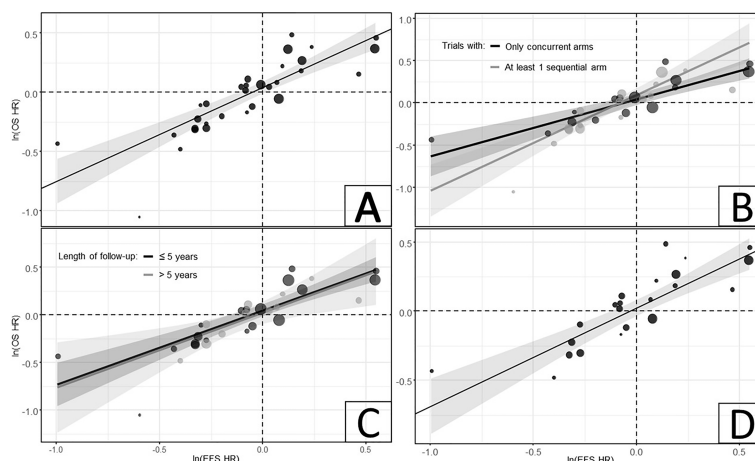 A
0.5
0.0
-0.5
-1.0
ln(OS HR)
B
Trials with:
Only concurrent arms
At least 1 sequential arm
1.0
0.5
0.0
-0.5
-1.0
C
Length of follow-up:
≤ 5 years
> 5 years
0.5
0.0
-0.5
-1.0
ln(OS HR)
-1.0 -0.5 0.0 0.5
ln(EFS HR)
D
0.5
0.0
-0.5
-1.0 -0.5 0.0 0.5
ln(EFS HR)